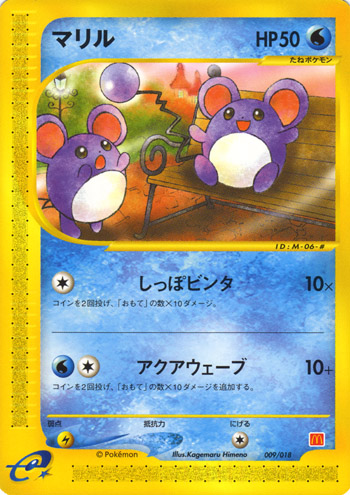 マリル HP50
たねポケモン
ID:M-06-#
しっぽビンタ 10×
コインを2回投げ、「おもて」の数×10ダメージ。
アクアウェーブ 10+
コインを2回投げ、「おもて」の数×10ダメージを追加する。
弱点 抵抗力 にげる
©Pokémon Illus.Kagemaru Himeno 009/018
e